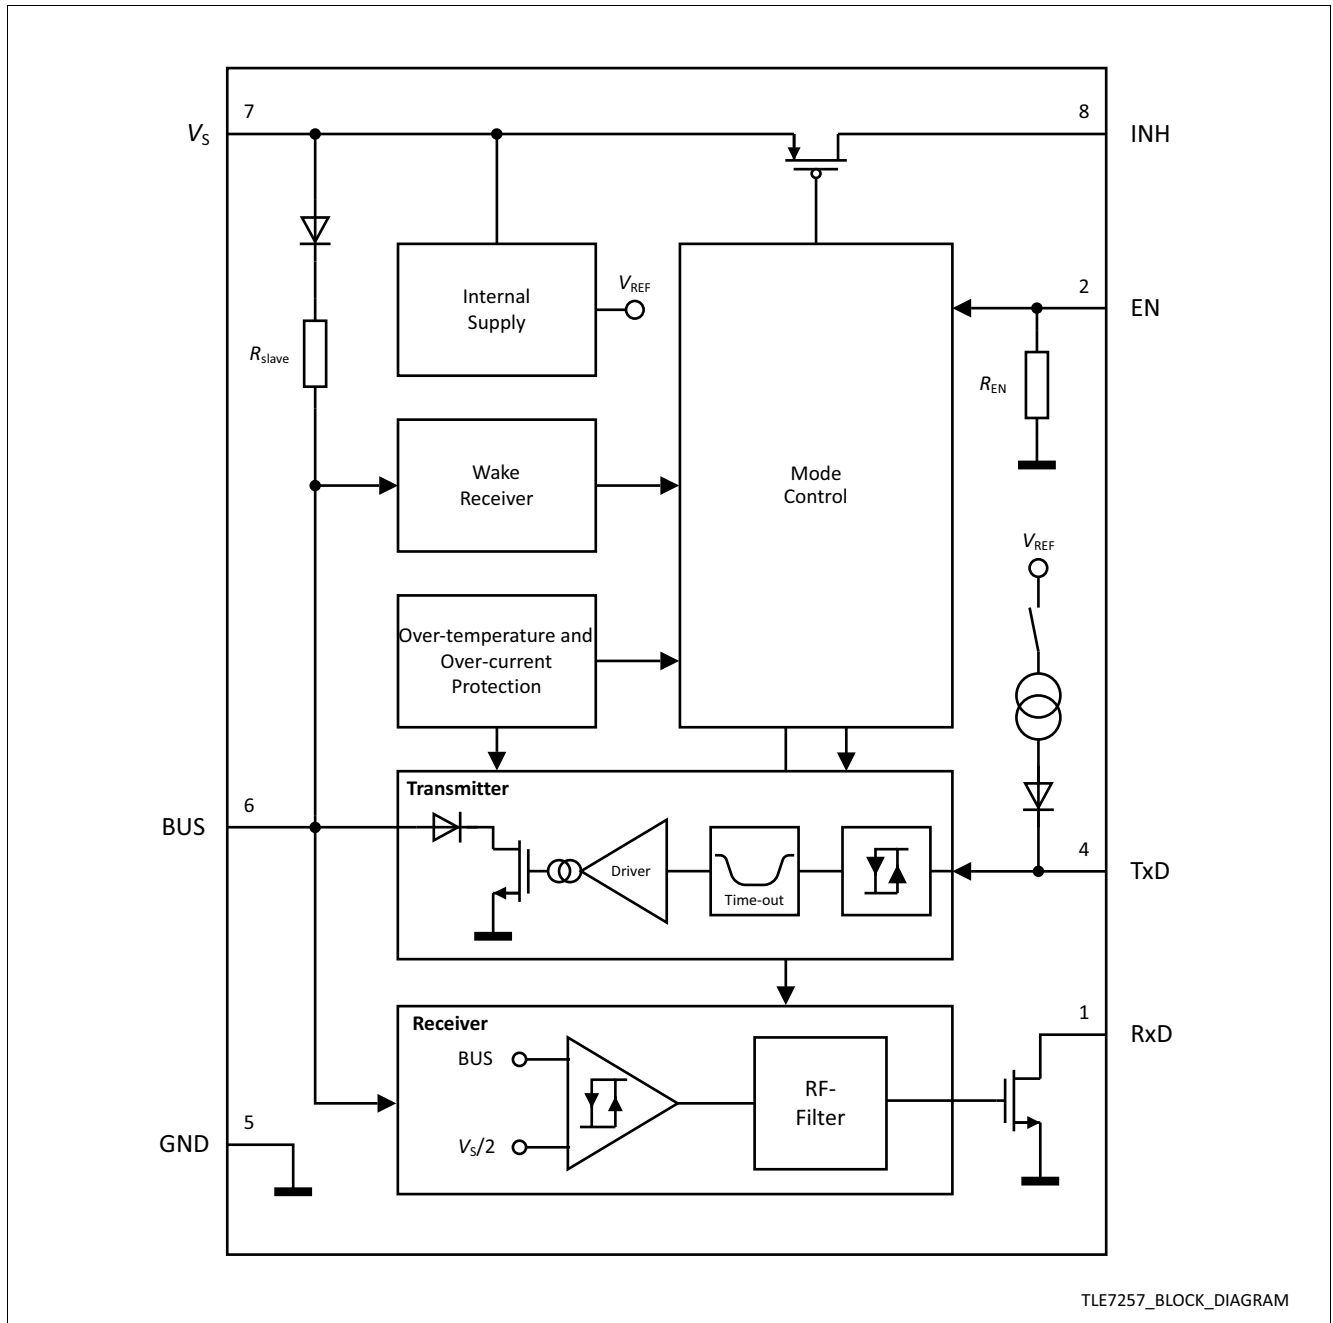 7
8
VS
INH
Internal
Supply
VREF
2
EN
Rslave
REN
Wake
Receiver
Mode
Control
VREF
Over-temperature and
Over-current
Protection
Transmitter
6
BUS
Driver
Time-out
4
TxD
Receiver
1
RxD
BUS
RF-
Filter
5
GND
VS/2
TLE7257_BLOCK_DIAGRAM